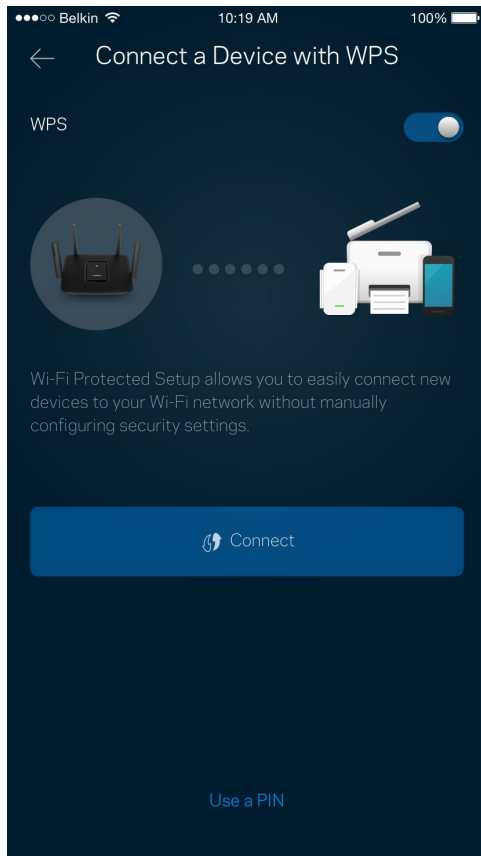 Belkin 10:19 AM 100%
Connect a Device with WPS
WPS
Wi-Fi Protected Setup allows you to easily connect new
devices to your Wi-Fi network without manually
configuring security settings.
Connect
Use a PIN